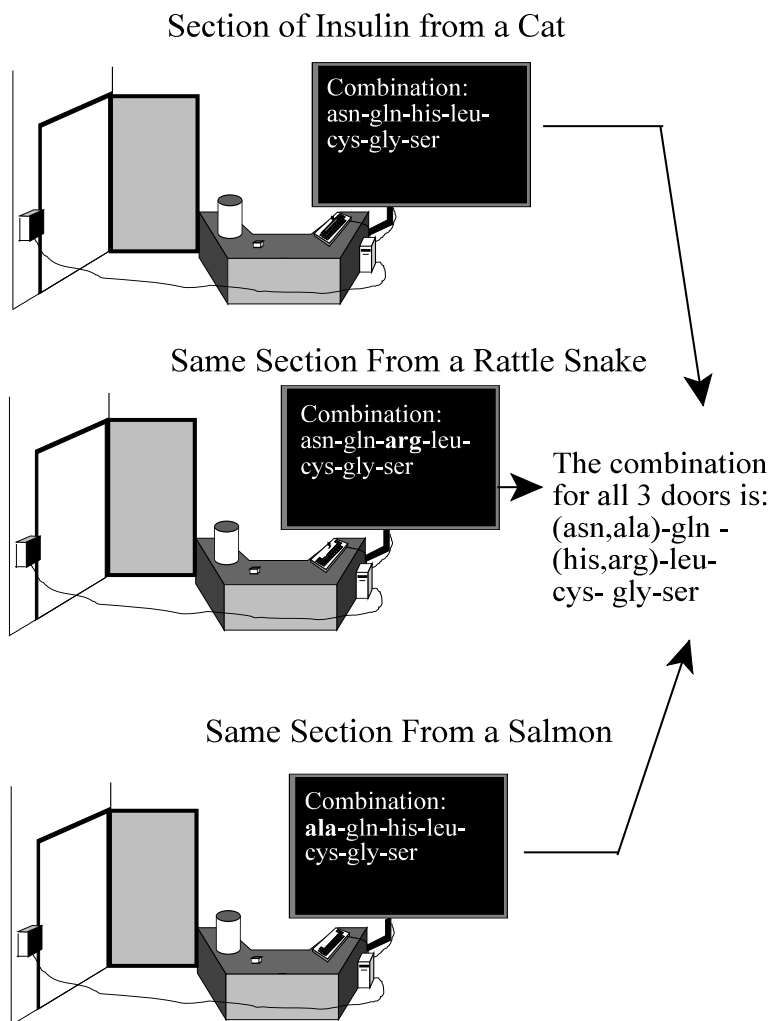 Section of Insulin from a Cat
Combination:
asn-gln-his-leu-
cys-gly-ser
Same Section From a Rattle Snake
Combination:
asn-gln-arg-leu-
cys-gly-ser
The combination
for all 3 doors is:
(asn,ala)-gln -
(his,arg)-leu-
cys- gly-ser
Same Section From a Salmon
Combination:
ala-gln-his-leu-
cys-gly-ser